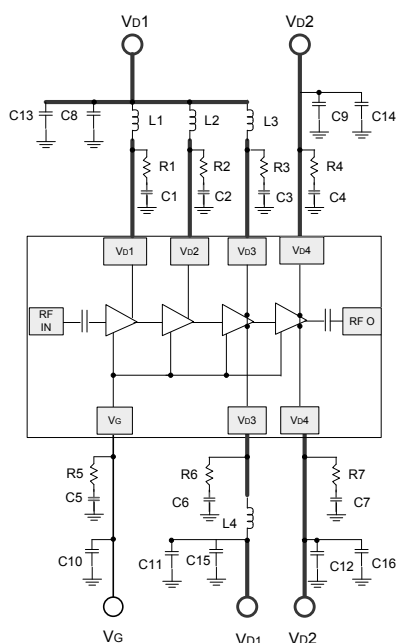 VD1 VD2
C13 C8 L1 L2 L3 C9 C14
R1 R2 R3 R4
C1 C2 C3 C4
VD1 VD2 VD3 VD4
RF IN RF O
VG VD3 VD4
R5 R6 R7
C5 C6 C7
L4
C10 C11 C15 C12 C16
VG VD1 VD2